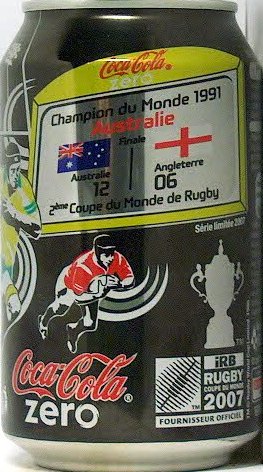 Coca-Cola®
zero
Champion du Monde 1991
Australie
Finale
Australie
12
Angleterre
06
2ème Coupe du Monde de Rugby
Série limitée 2007
TM
Coca-Cola®
zero
iRB
RUGBY
COUPE DU MONDE
2007
FOURNISSEUR OFFICIEL